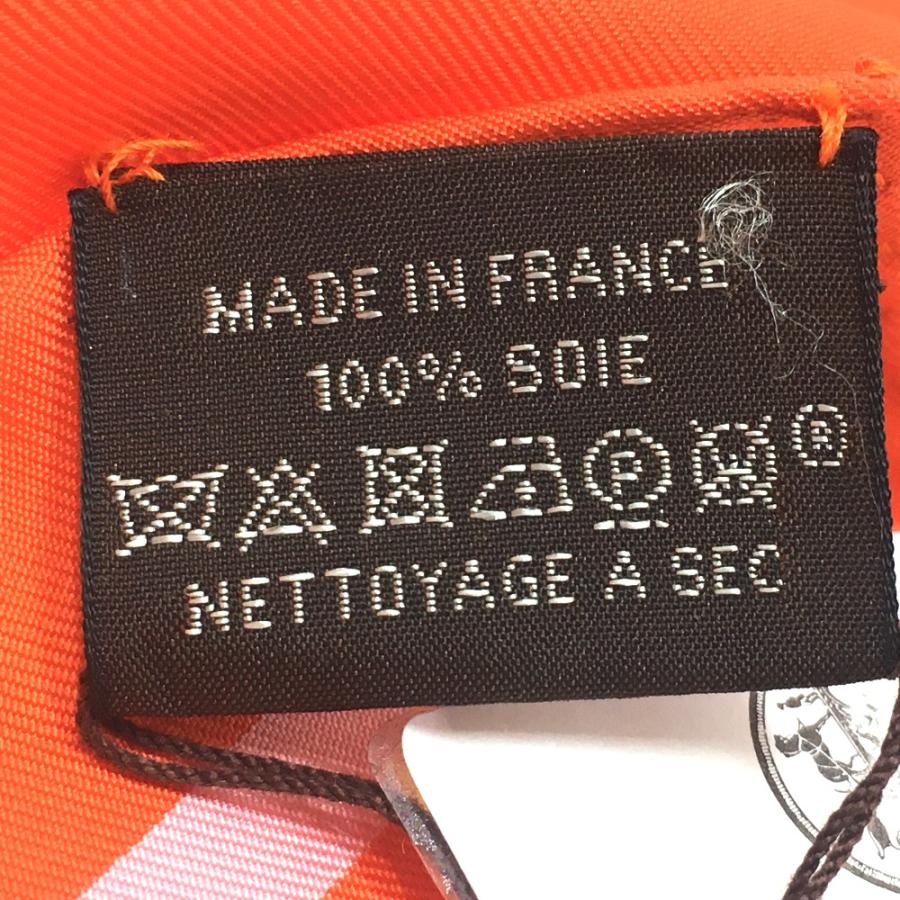 MADE IN FRANCE
100% SOIE
P W ®
NETTOYAGE A SEC